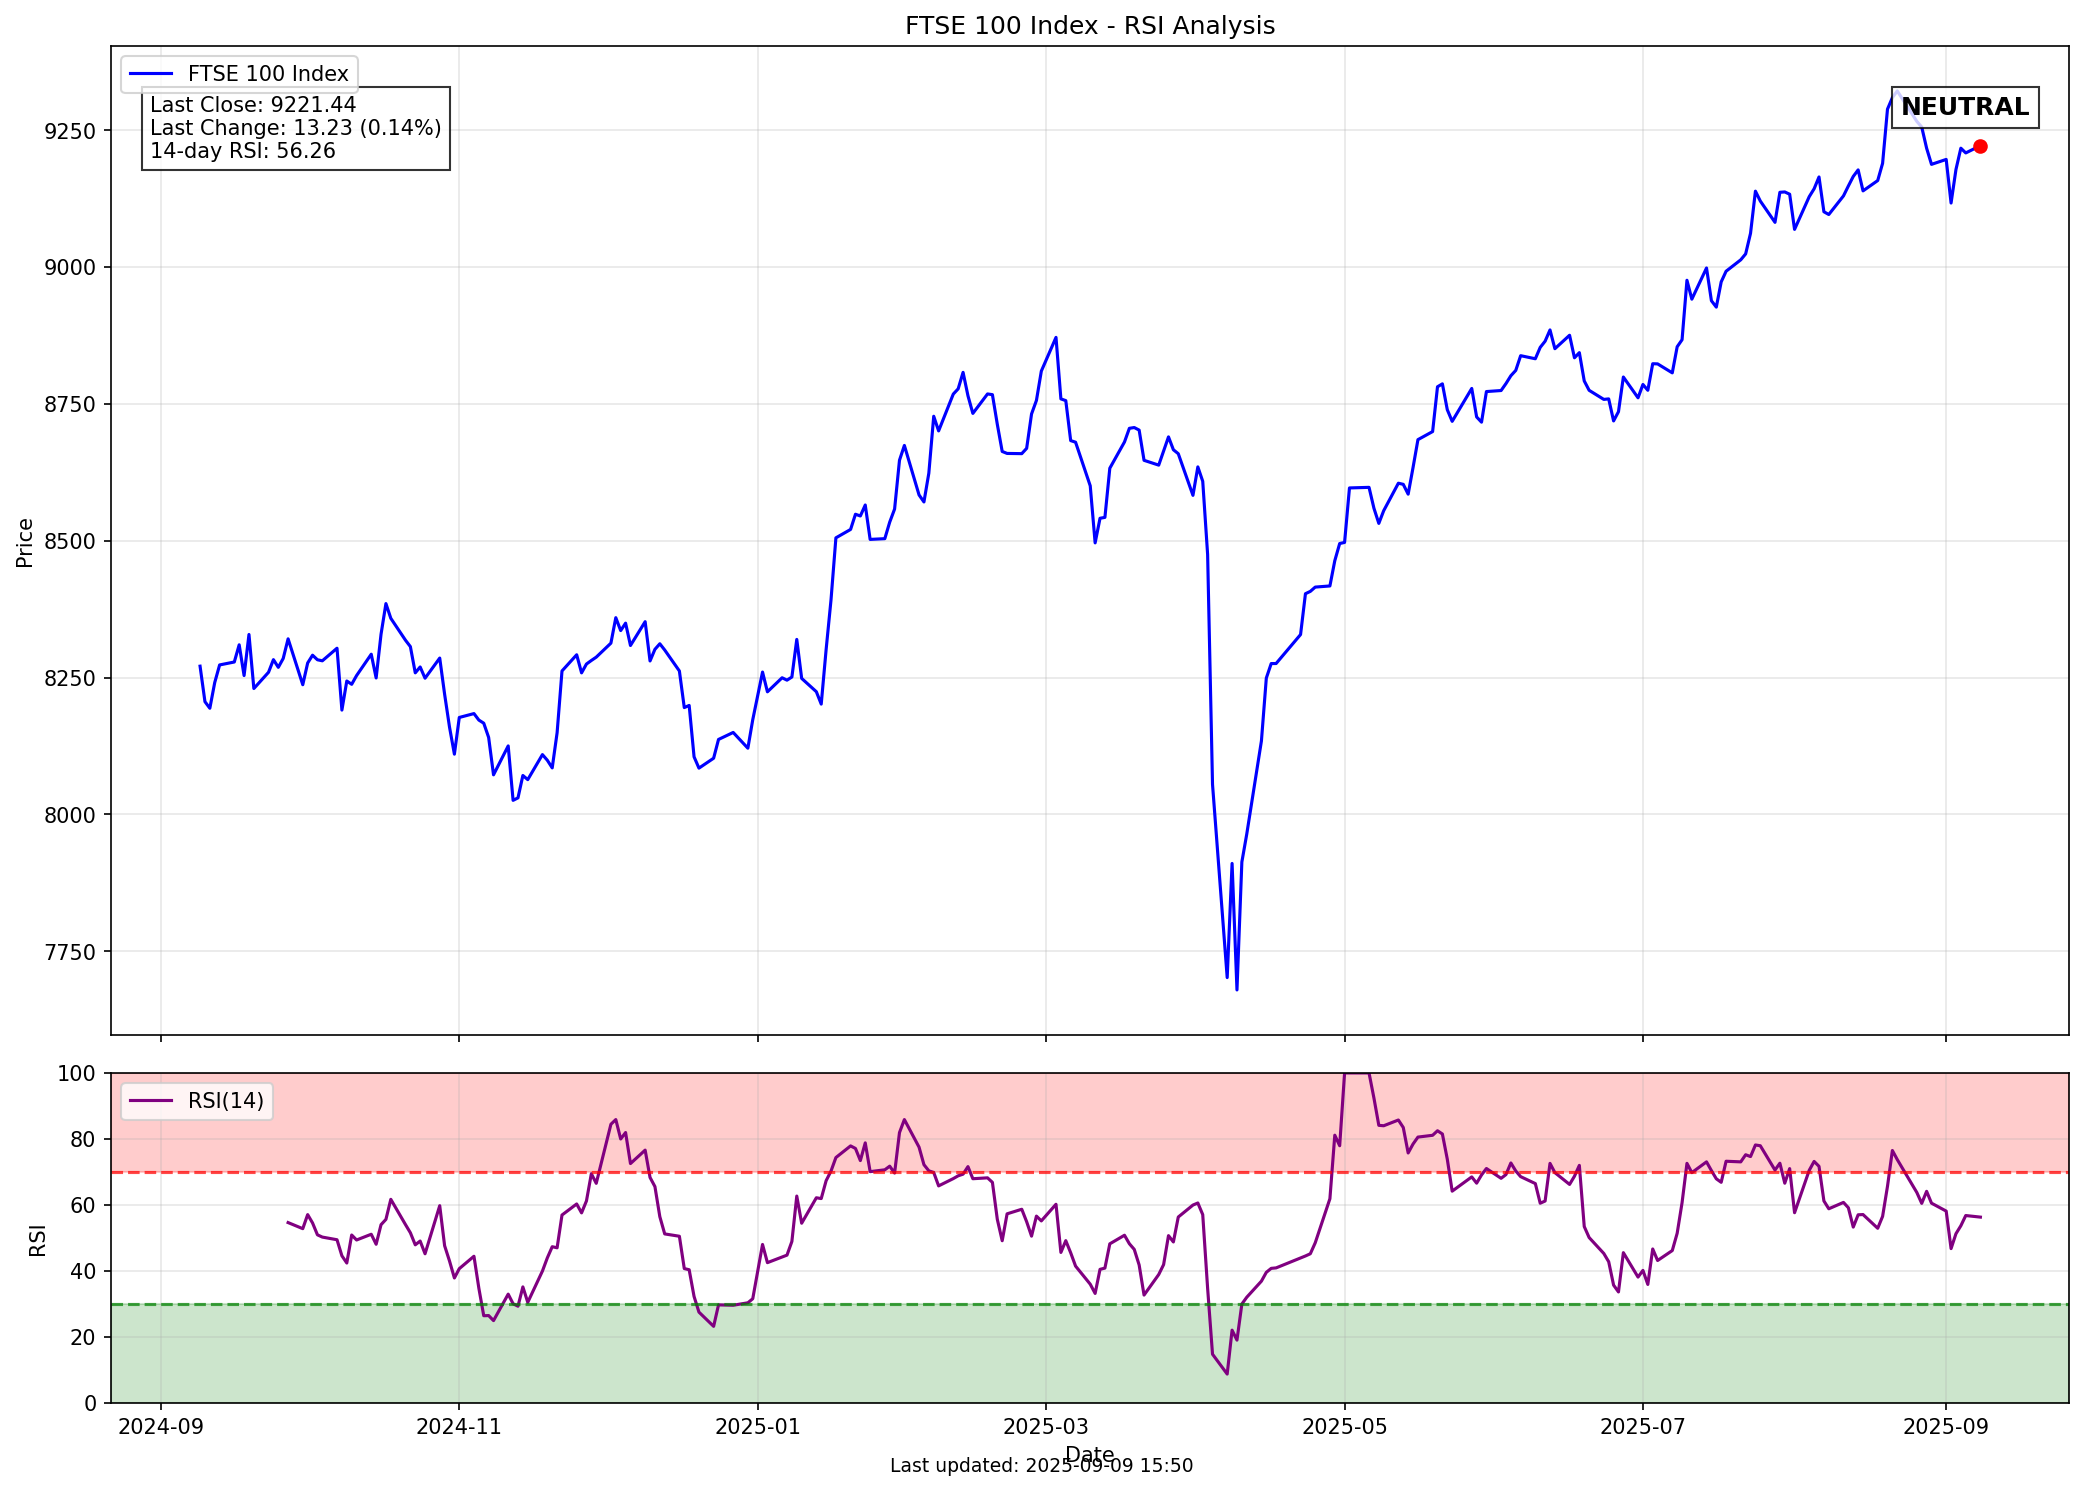 FTSE 100 Index - RSI Analysis
FTSE 100 Index
Last Close: 9221.44
Last Change: 13.23 (0.14%)
14-day RSI: 56.26
NEUTRAL
Price
9250
9000
8750
8500
8250
8000
7750
RSI(14)
RSI
100
80
60
40
20
0
2024-09
2024-11
2025-01
2025-03
2025-05
2025-07
2025-09
Date
Last updated: 2025-09-09 15:50